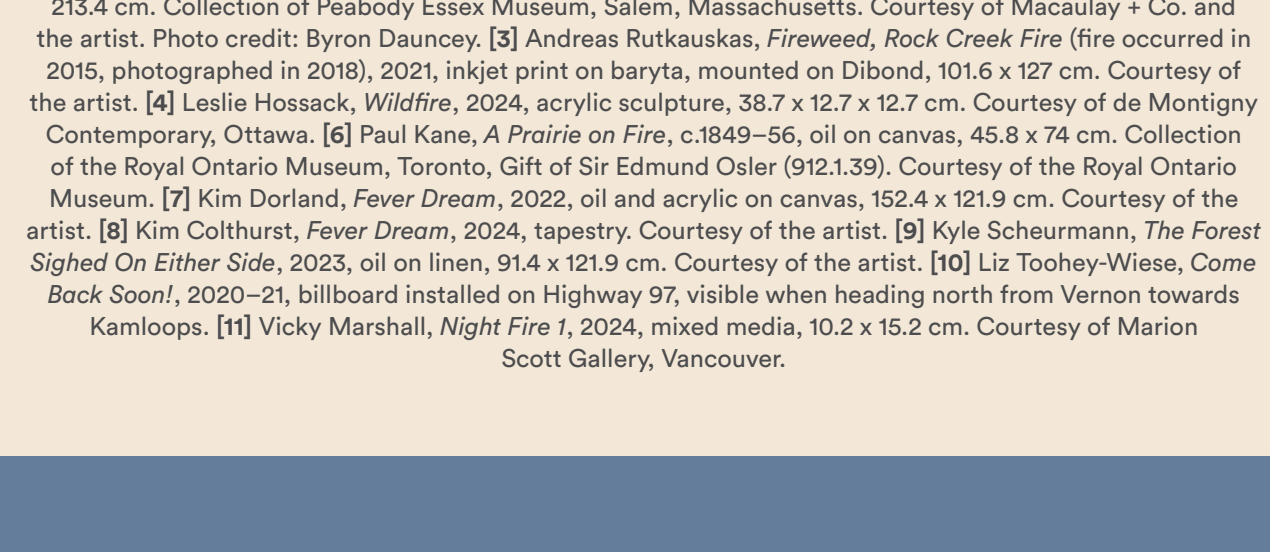 213.4 cm. Collection of Peabody Essex Museum, Salem, Massachusetts. Courtesy of Macaulay + Co. and
the artist. Photo credit: Byron Dauncey. [3] Andreas Rutkauskas, Fireweed, Rock Creek Fire (fire occurred in
2015, photographed in 2018), 2021, inkjet print on baryta, mounted on Dibond, 101.6 x 127 cm. Courtesy of
the artist. [4] Leslie Hossack, Wildfire, 2024, acrylic sculpture, 38.7 x 12.7 x 12.7 cm. Courtesy of de Montigny
Contemporary, Ottawa. [6] Paul Kane, A Prairie on Fire, c.1849–56, oil on canvas, 45.8 x 74 cm. Collection
of the Royal Ontario Museum, Toronto, Gift of Sir Edmund Osler (912.1.39). Courtesy of the Royal Ontario
Museum. [7] Kim Dorland, Fever Dream, 2022, oil and acrylic on canvas, 152.4 x 121.9 cm. Courtesy of the
artist. [8] Kim Colthurst, Fever Dream, 2024, tapestry. Courtesy of the artist. [9] Kyle Scheurmann, The Forest
Sighed On Either Side, 2023, oil on linen, 91.4 x 121.9 cm. Courtesy of the artist. [10] Liz Toohey-Wiese, Come
Back Soon!, 2020–21, billboard installed on Highway 97, visible when heading north from Vernon towards
Kamloops. [11] Vicky Marshall, Night Fire 1, 2024, mixed media, 10.2 x 15.2 cm. Courtesy of Marion
Scott Gallery, Vancouver.